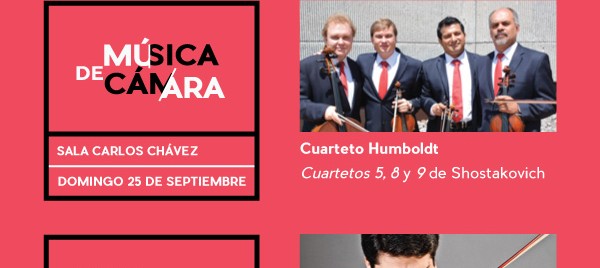 MÚSICA
DE
CÁMARA
SALA CARLOS CHÁVEZ
DOMINGO 25 DE SEPTIEMBRE
Cuarteto Humboldt
Cuartetos 5, 8 y 9 de Shostakovich